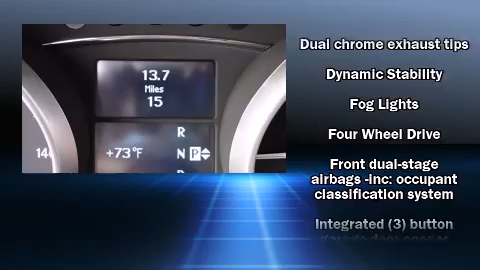 13.7
Miles
15
140
+73°F
R
N P
Dual chrome exhaust tips
Dynamic Stability
Fog Lights
Four Wheel Drive
Front dual-stage
airbags -inc: occupant
classification system
Integrated (3) button